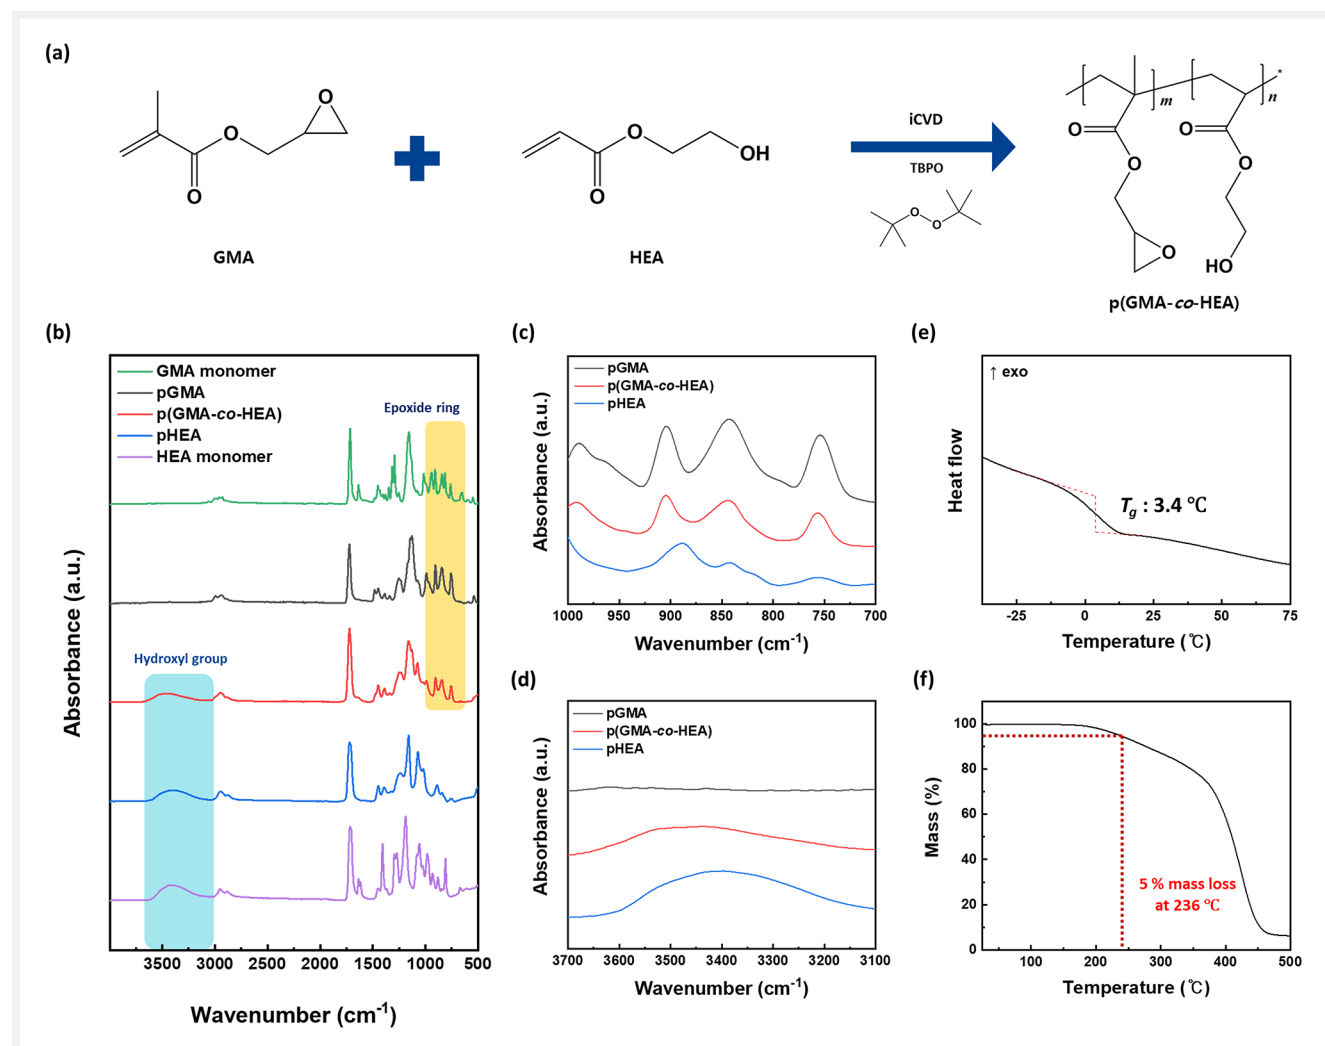 (a)
O
O
O
GMA
O
OH
O
HEA
iCVD
TBPO
O
O
*
m
n
O
O
O
O
O
HO
p(GMA-co-HEA)
(b)
GMA monomer
pGMA
p(GMA-co-HEA)
pHEA
HEA monomer
Epoxide ring
Hydroxyl group
Absorbance (a.u.)
3500 3000 2500 2000 1500 1000 500
Wavenumber (cm-1)
(c)
pGMA
p(GMA-co-HEA)
pHEA
Absorbance (a.u.)
1000 950 900 850 800 750 700
Wavenumber (cm-1)
(d)
pGMA
p(GMA-co-HEA)
pHEA
Absorbance (a.u.)
3700 3600 3500 3400 3300 3200 3100
Wavenumber (cm-1)
(e)
↑ exo
Tg : 3.4 ℃
Heat flow
-25 0 25 50 75
Temperature (℃)
(f)
100
80
60
40
20
0
Mass (%)
5 % mass loss
at 236 ℃
100 200 300 400 500
Temperature (℃)